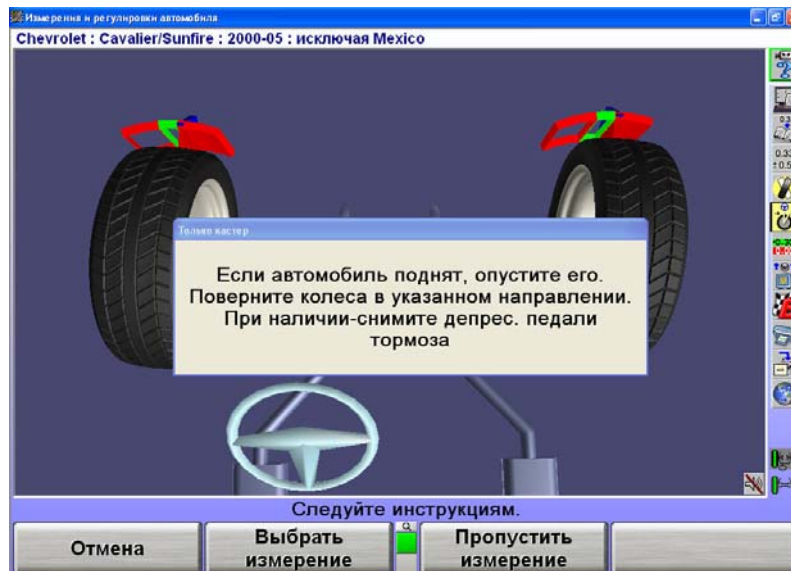 Измерения и регулировки автомобиля
Chevrolet : Cavalier/Sunfire : 2000-05 : исключая Mexico
Только кастер
Если автомобиль поднят, опустите его.
Поверните колеса в указанном направлении.
При наличии-снимите депрес. педали
тормоза
Следуйте инструкциям.
Отмена
Выбрать
измерение
Пропустить
измерение